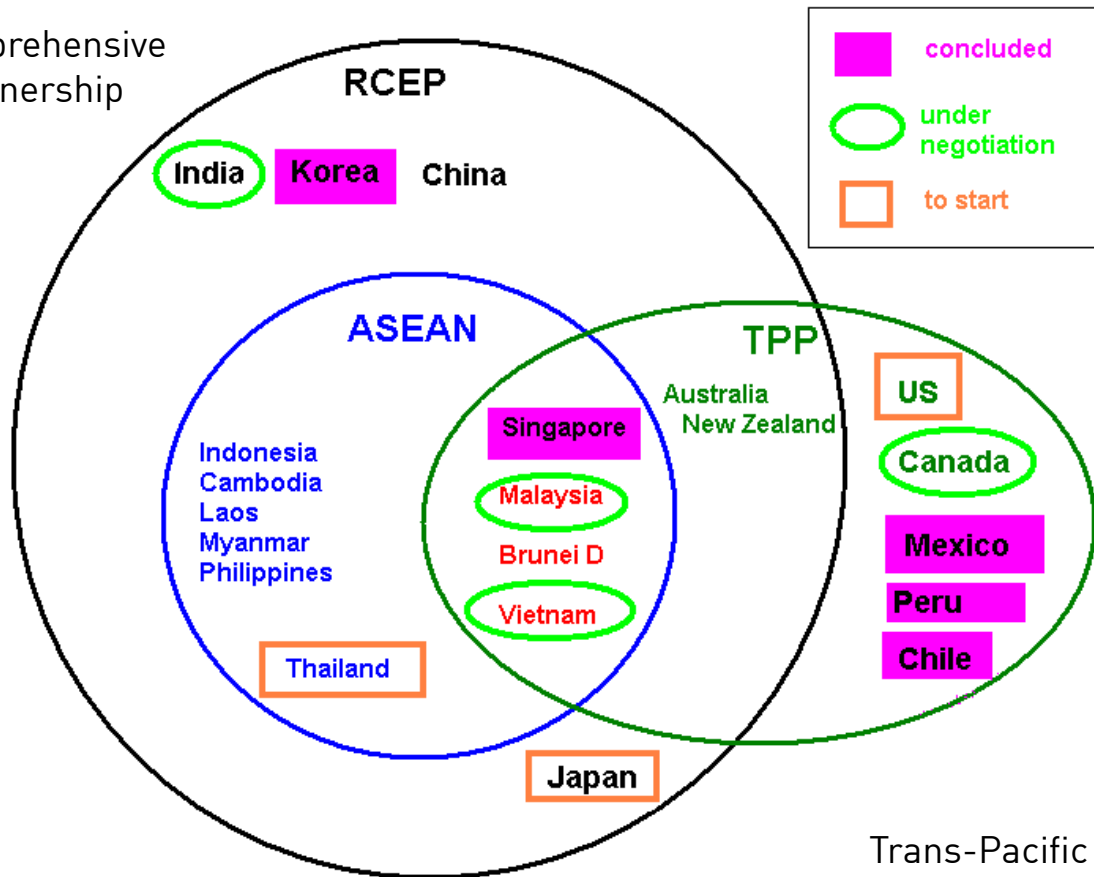 prehensive
nership
RCEP
India Korea China
concluded
under
negotiation
to start
ASEAN
TPP
Australia
New Zealand
US
Singapore
Canada
Indonesia
Cambodia
Laos
Myanmar
Philippines
Malaysia
Brunei D
Vietnam
Mexico
Peru
Chile
Thailand
Japan
Trans-Pacific